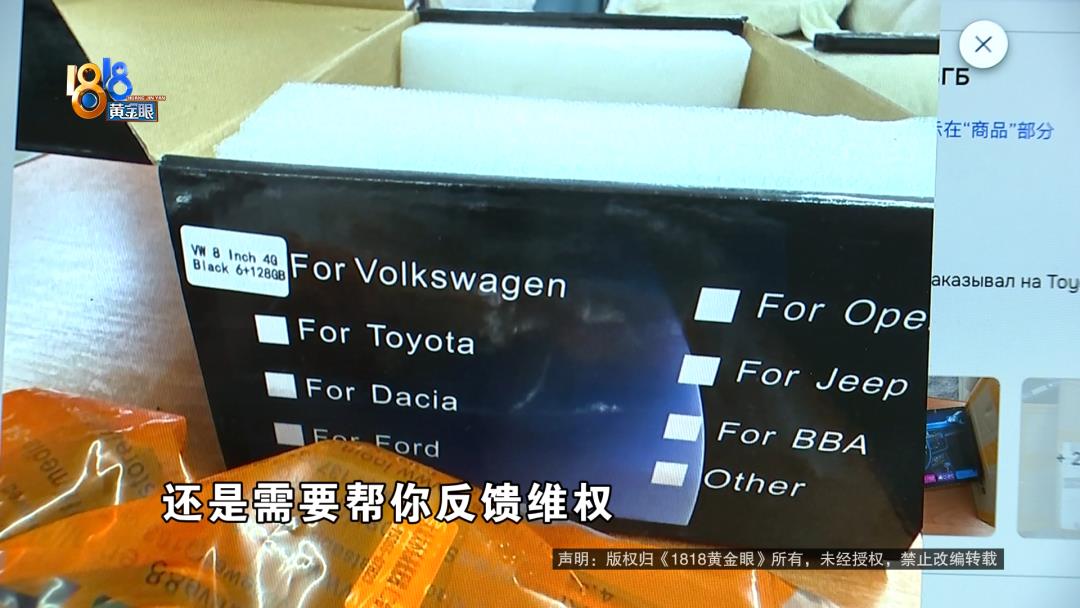 1818
黄金眼
ГБ
示在“商品”部分
VW 8 Inch 4G
Black 6+128GB
For Volkswagen
For Toyota
For Dacia
For Ford
For Ope
For Jeep
For BBA
Other
аказывал на Toy
还是需要帮你反馈维权
声明：版权归《1818黄金眼》所有，未经授权，禁止改编转载